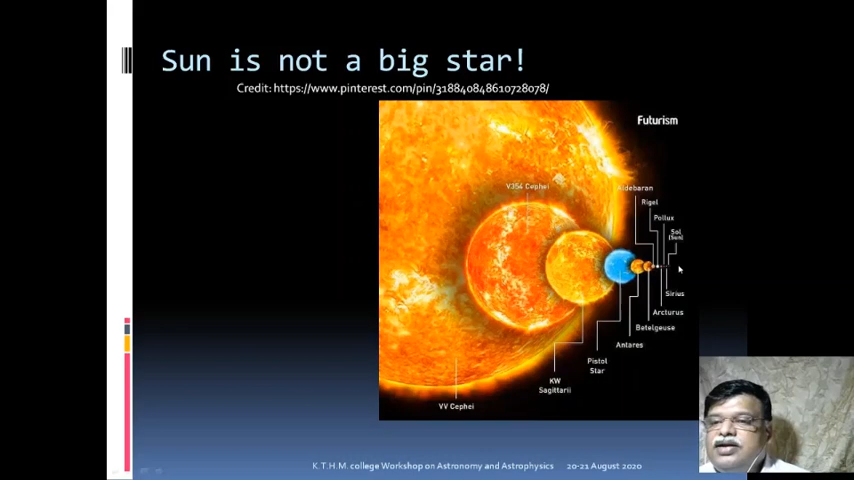 Sun is not a big star!
Credit: https://www.pinterest.com/pin/318840848610728078/
Futurism
V354 Cephei
Aldebaran
Rigel
Pollux
Sol
(Sun)
Sirius
Arcturus
Betelgeuse
Antares
Pistol
Star
KW
Sagittarii
VV Cephei
K.T.H.M. college Workshop on Astronomy and Astrophysics 20-21 August 2020